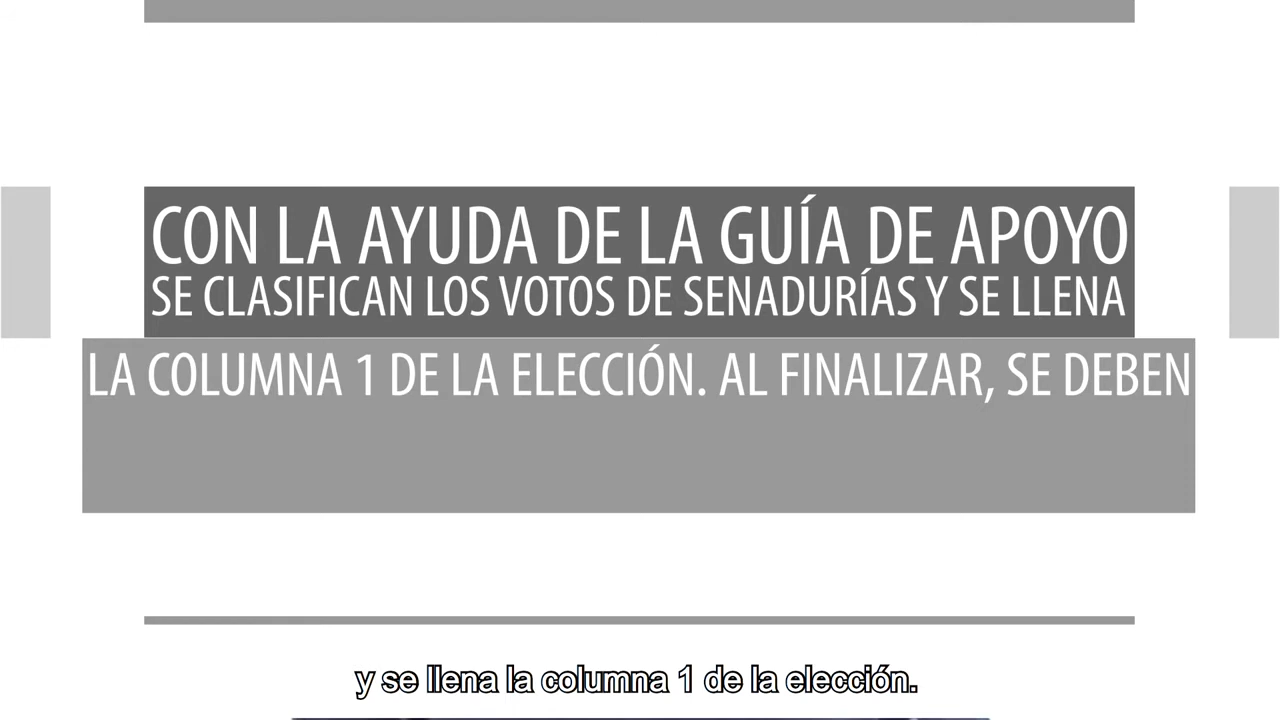 CON LA AYUDA DE LA GUÍA DE APOYO
SE CLASIFICAN LOS VOTOS DE SENADURÍAS Y SE LLENA
LA COLUMNA 1 DE LA ELECCIÓN. AL FINALIZAR, SE DEBEN
y se llena la columna 1 de la elección.